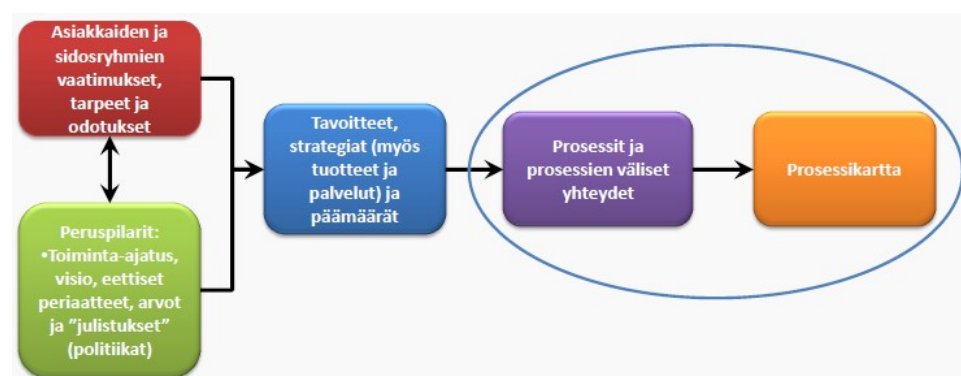 Asiakkaiden ja
sidosryhmien
vaatimukset,
tarpeet ja
odotukset
Peruspilarit:
•Toiminta-ajatus,
visio, eettiset
periaatteet, arvot
ja ”julistukset”
(politiikat)
Tavoitteet,
strategiat (myös
tuotteet ja
palvelut) ja
päämäärät
Prosessit ja
prosessien väliset
yhteydet
Prosessikartta